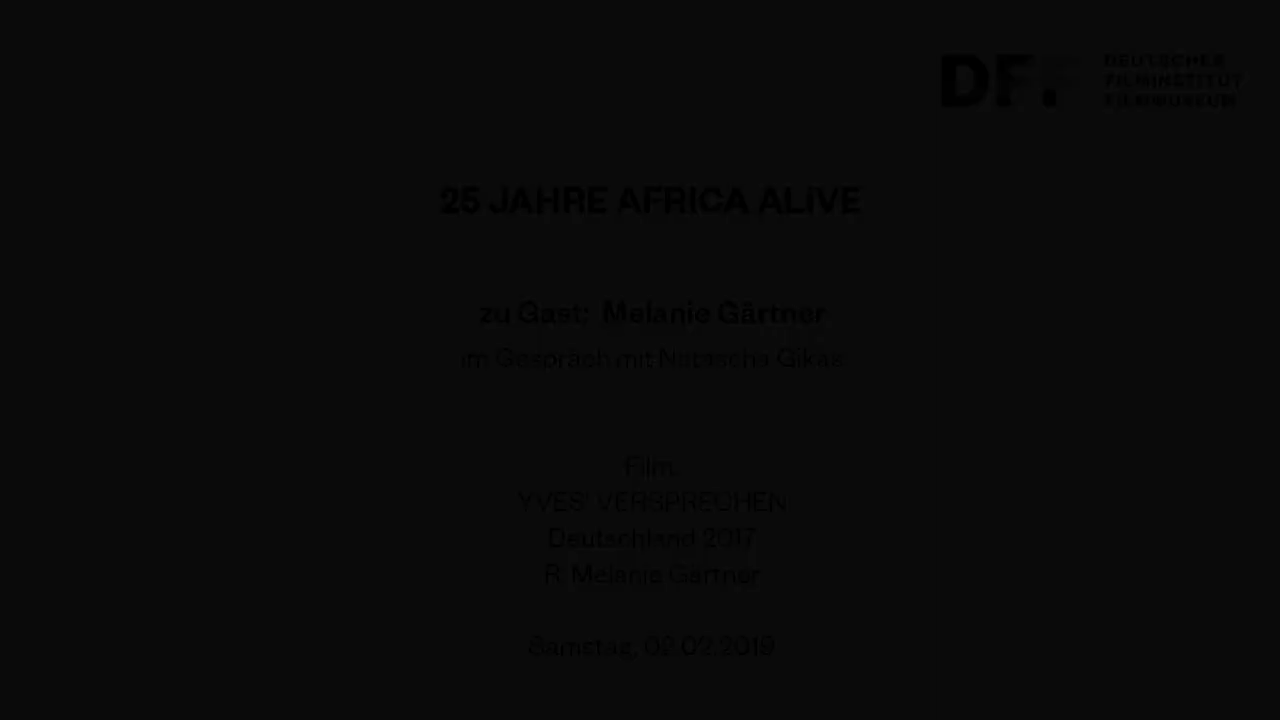 DFF
DEUTSCHES
FILMINSTITUT
FILMMUSEUM
25 JAHRE AFRICA ALiVE
zu Gast: Melanie Gärtner
im Gespräch mit Natascha Gikas
Film:
YVES' VERSPRECHEN
Deutschland 2017
R: Melanie Gärtner
Samstag, 02.02.2019